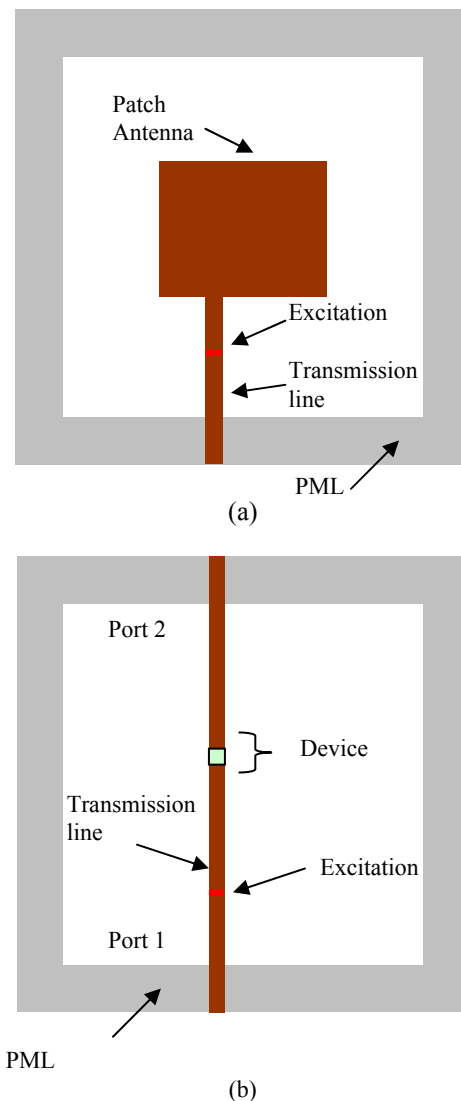 Patch
Antenna
Excitation
Transmission
line
PML
(a)
Port 2
Device
Transmission
line
Excitation
Port 1
PML
(b)